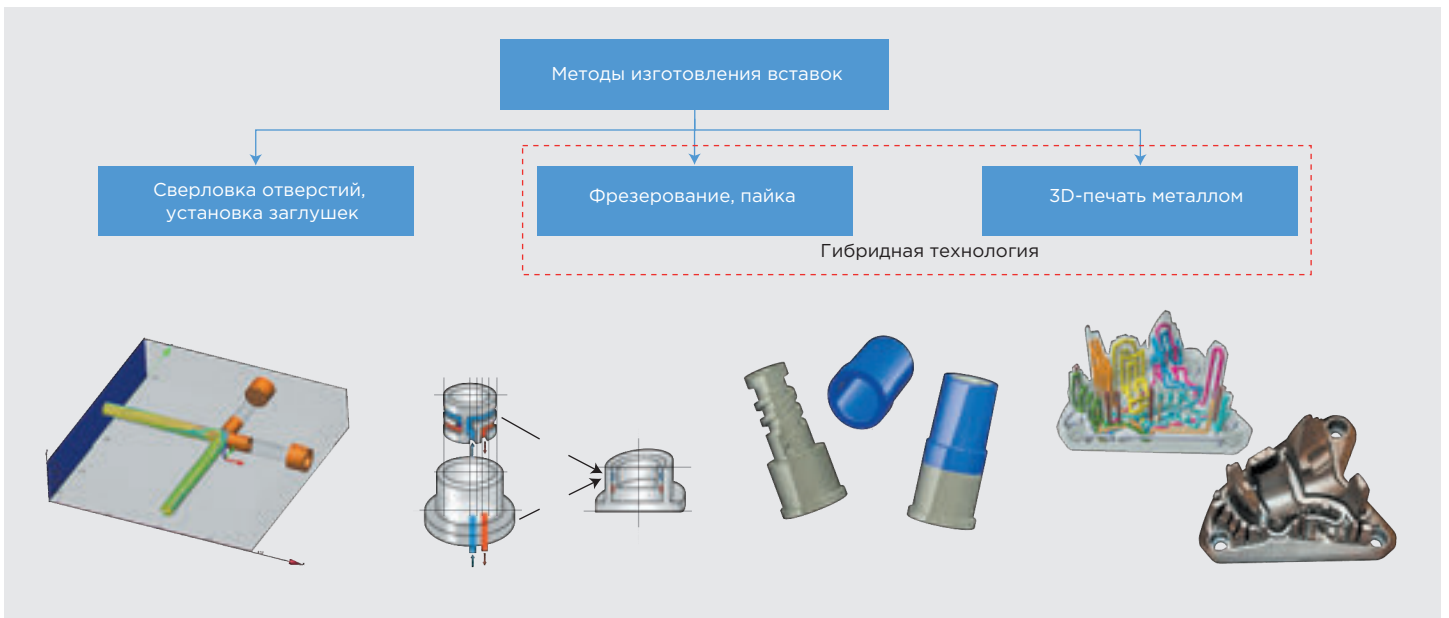 Методы изготовления вставок
Сверловка отверстий,
установка заглушек
Фрезерование, пайка
3D-печать металлом
Гибридная технология